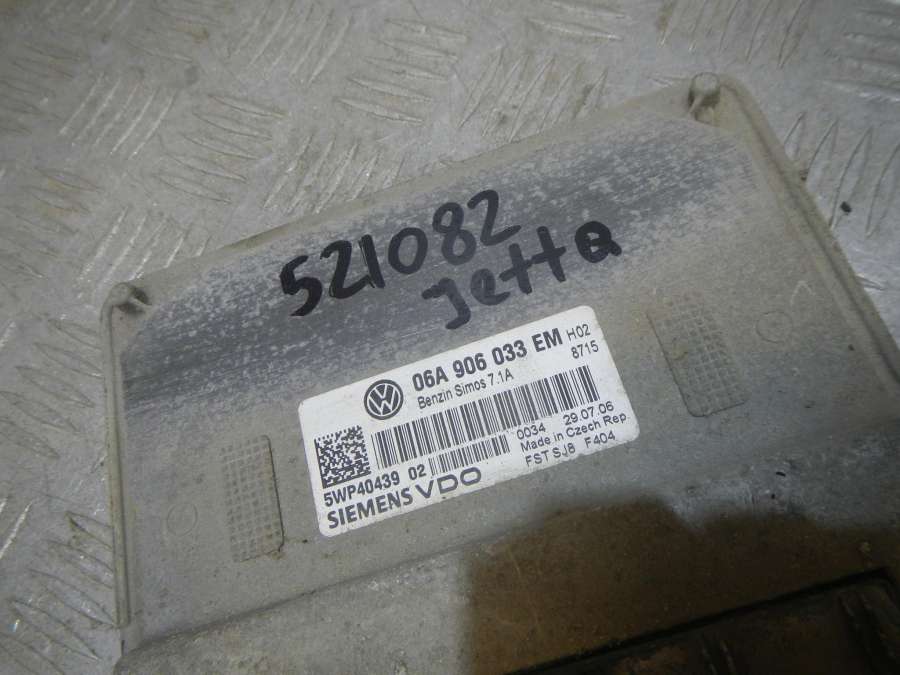 521082
Jetta
VW
06A 906 033 EM H02
Benzin Simos 7.1A 8715
0034 29.07.06
Made in Czech Rep.
5WP40439 02 FST SJ8 F404
SIEMENS VDO